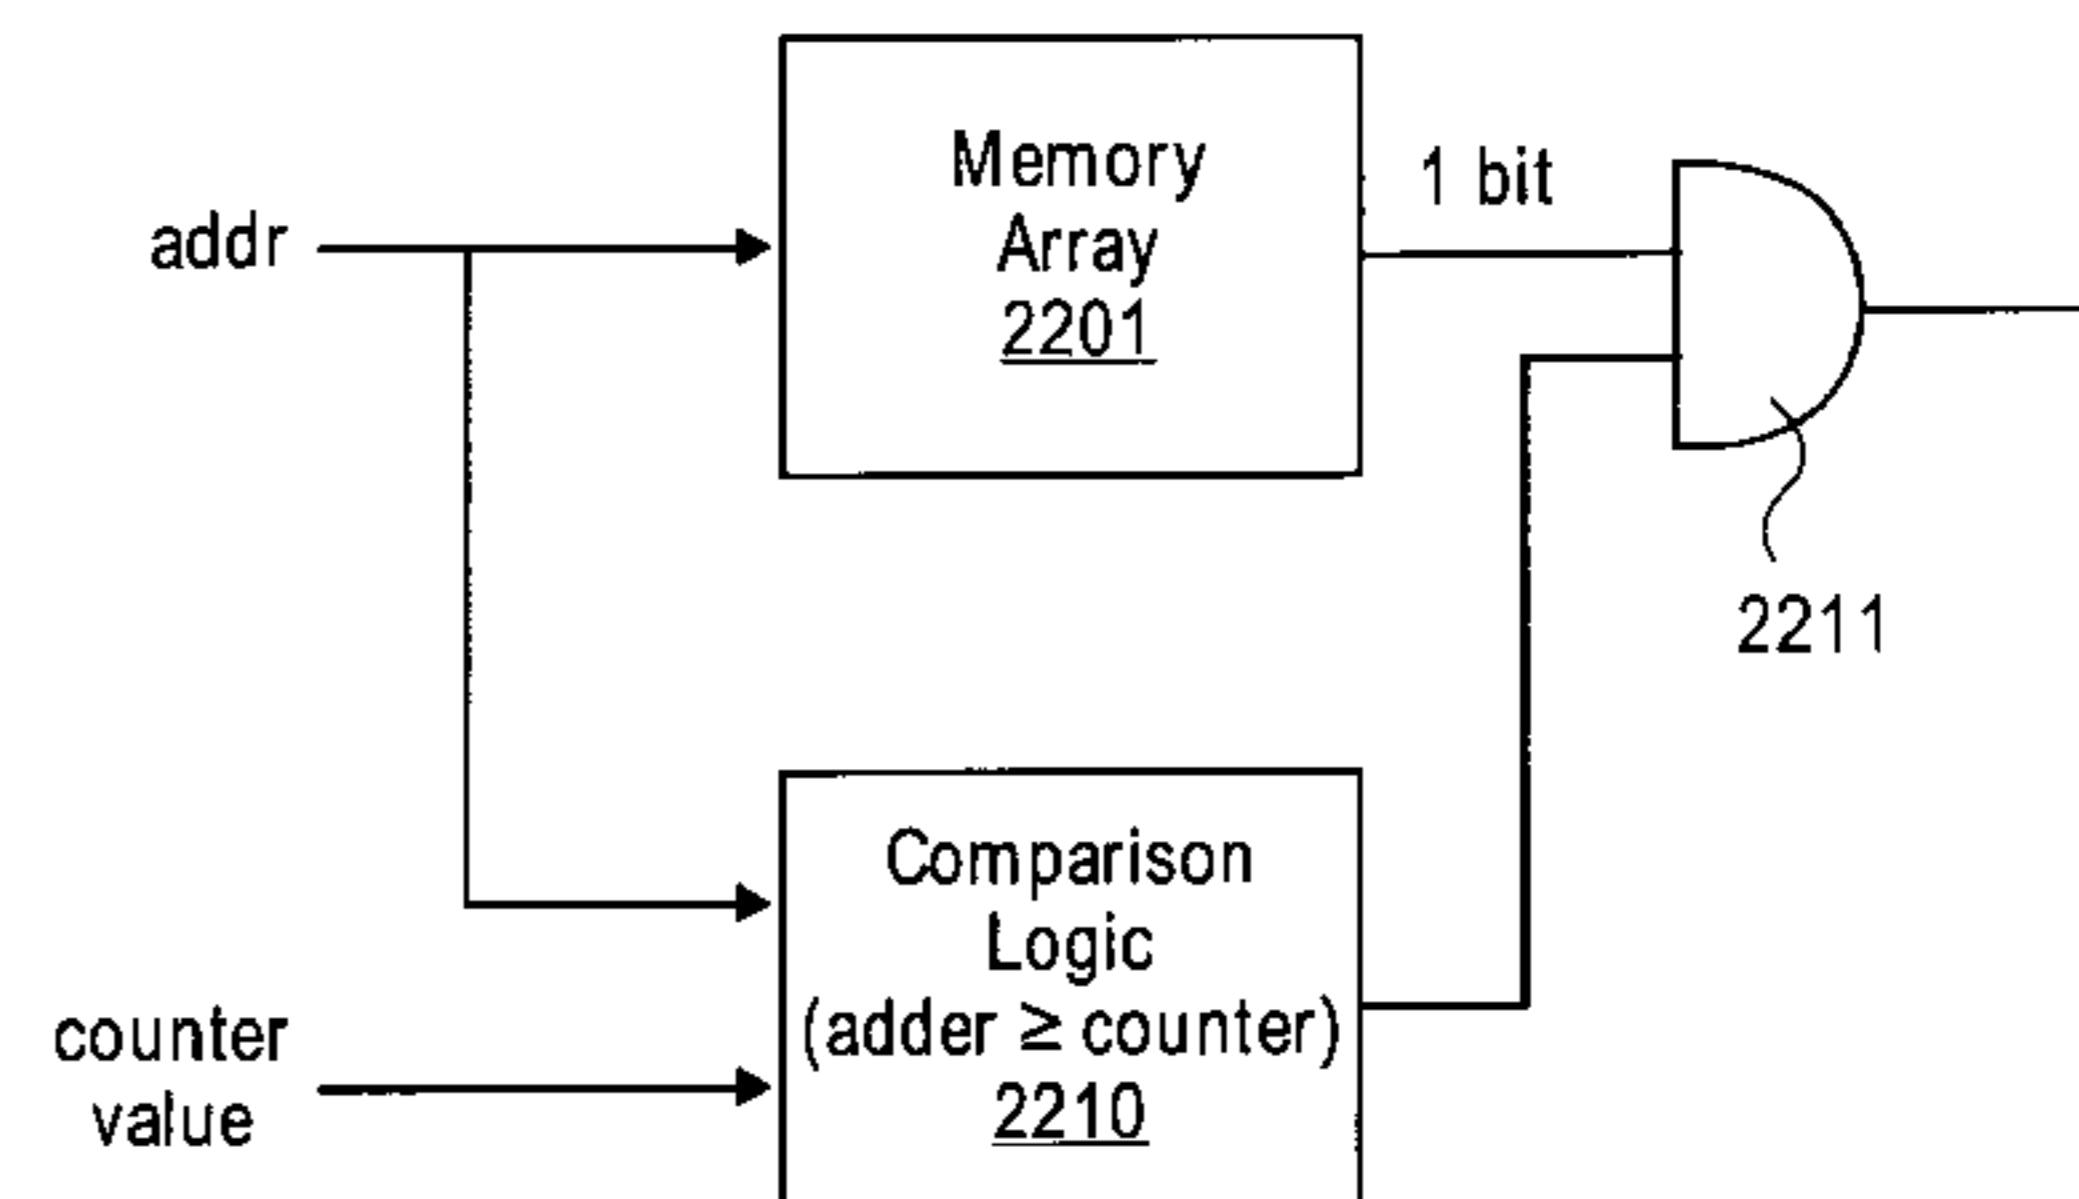 addr
Memory
Array
2201
1 bit
2211
counter
value
Comparison
Logic
(adder ≥ counter)
2210